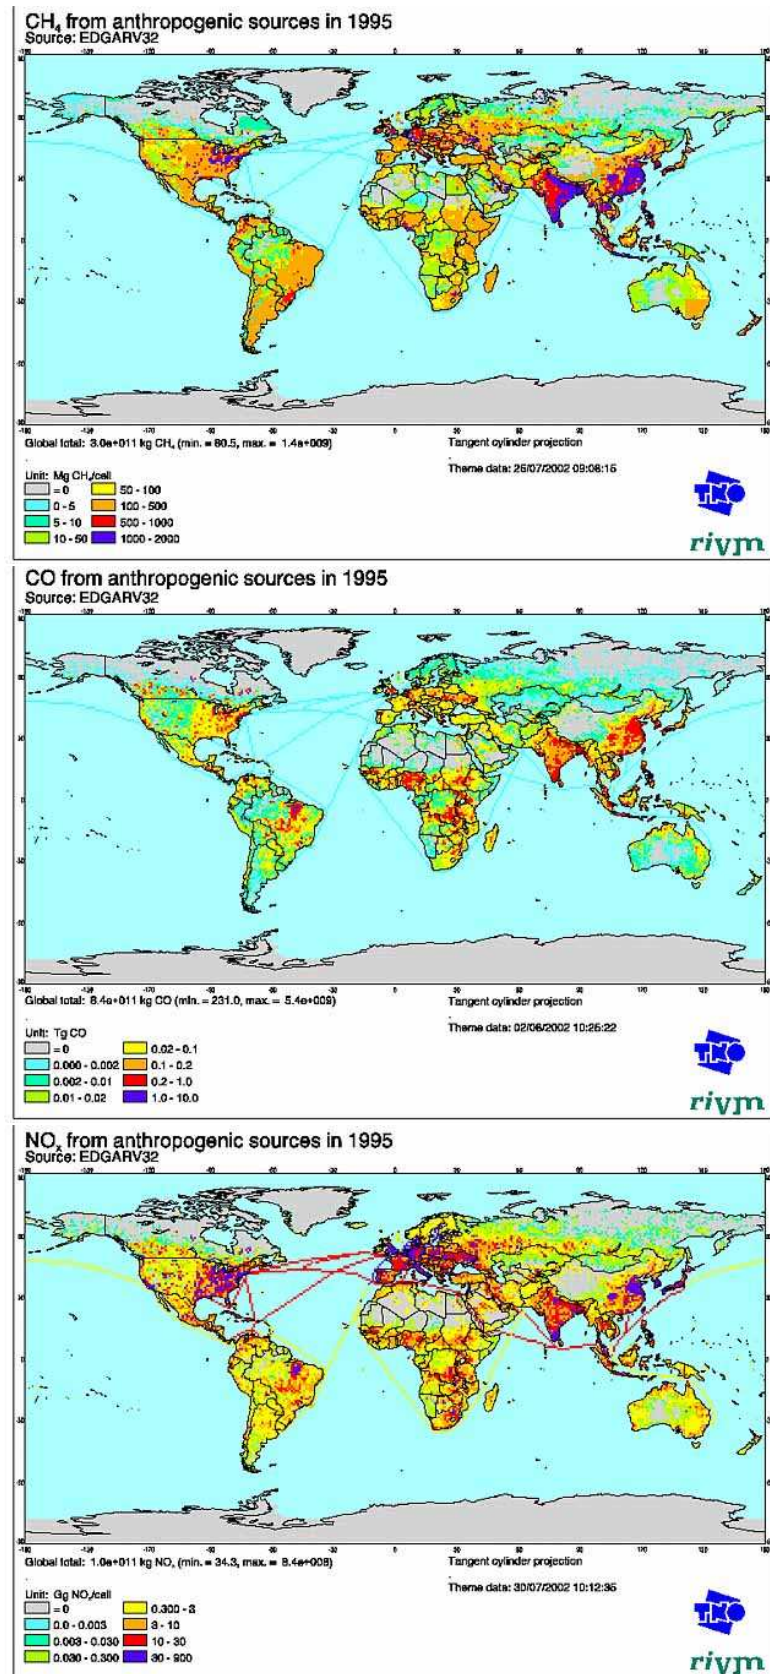 CH₄ from anthropogenic sources in 1995
Source: EDGARV32
Global total: 3.0e+011 kg CH₄ (min. = 80.5, max. = 1.4e+009)
Tangent cylinder projection
Theme data: 25/07/2002 09:08:15
Unit: Mg CH₄/cell
= 0
50 - 100
0 - 5
100 - 500
5 - 10
500 - 1000
10 - 50
1000 - 2000
TNO
rivm
CO from anthropogenic sources in 1995
Source: EDGARV32
Global total: 8.4e+011 kg CO (min. = 231.0, max. = 5.4e+009)
Tangent cylinder projection
Theme data: 02/08/2002 10:25:22
Unit: Tg CO
= 0
0.02 - 0.1
0.000 - 0.002
0.1 - 0.2
0.002 - 0.01
0.2 - 1.0
0.01 - 0.02
1.0 - 10.0
TNO
rivm
NOₓ from anthropogenic sources in 1995
Source: EDGARV32
Global total: 1.0e+011 kg NOₓ (min. = 34.3, max. = 8.4e+008)
Tangent cylinder projection
Theme data: 30/07/2002 10:12:35
Unit: Gg NOₓ/cell
= 0
0.300 - 3
0.0 - 0.003
3 - 10
0.003 - 0.030
10 - 30
0.030 - 0.300
30 - 900
TNO
rivm